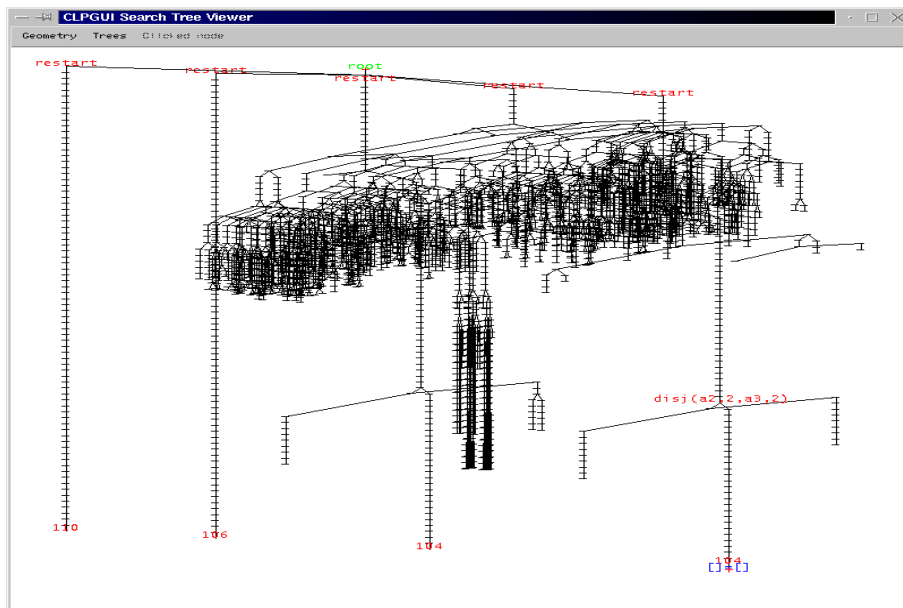 CLPGUI Search Tree Viewer
Geometry Trees Clicked node
restart
restart
root
restart
restart
restart
disj(a2,2,a3,2)
110
106
104
104
[]=[]